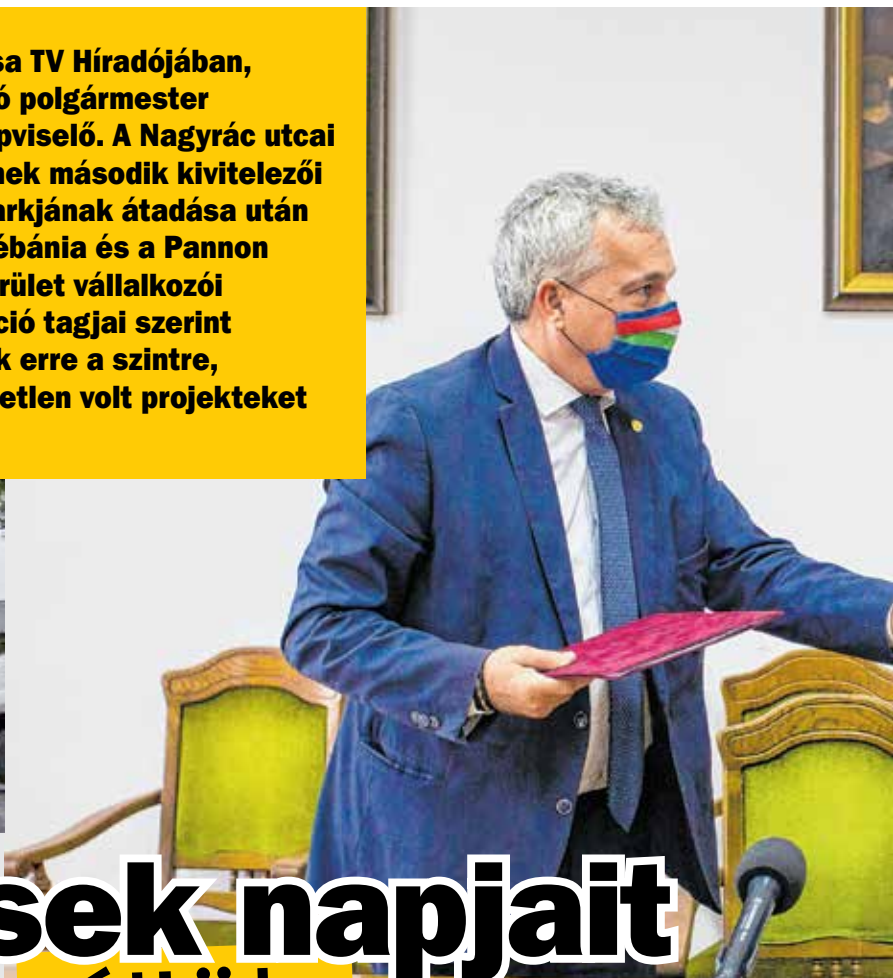 sa TV Híradójában,
ó polgármester
pviselő. A Nagyrác utcai
nek második kivitelezői
arkjának átadása után
ébánia és a Pannon
rület vállalkozói
ció tagjai szerint
k erre a szintre,
etlen volt projekteket
sek napjait